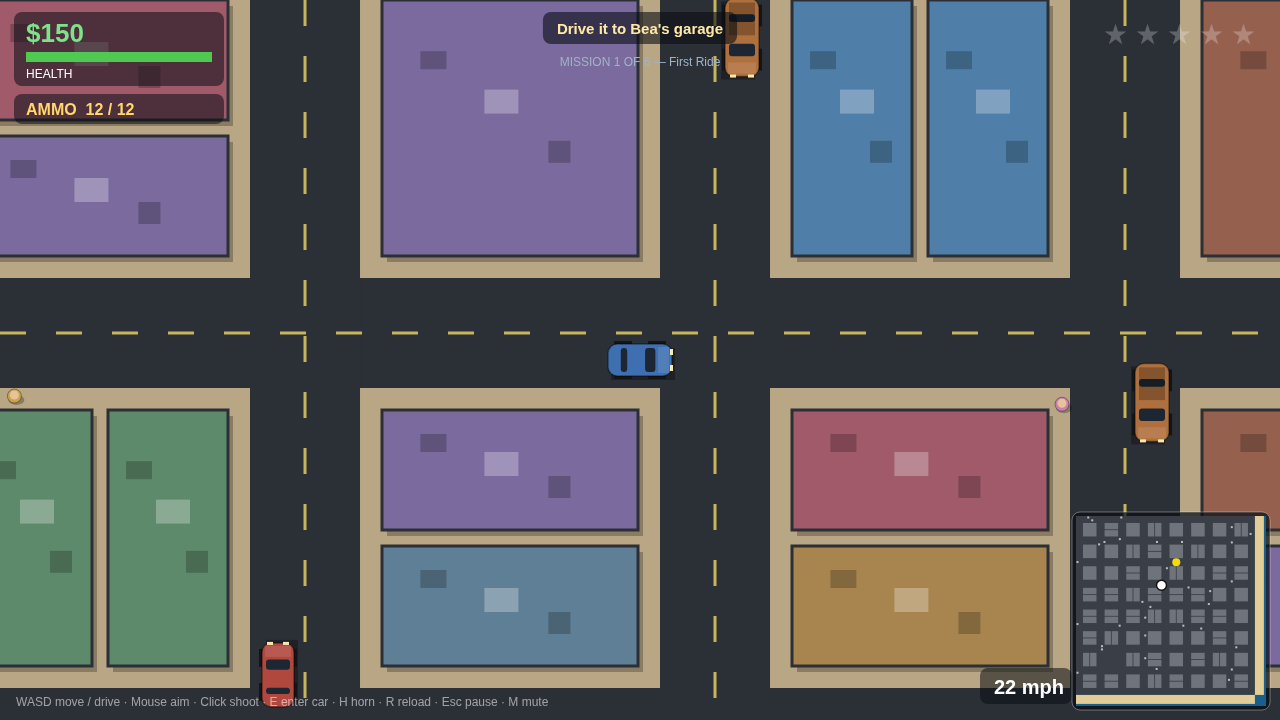 $150
HEALTH
AMMO 12 / 12
Drive it to Bea's garage
MISSION 1 OF 6 — First Ride
22 mph
WASD move / drive · Mouse aim · Click shoot · E enter car · H horn · R reload · Esc pause · M mute